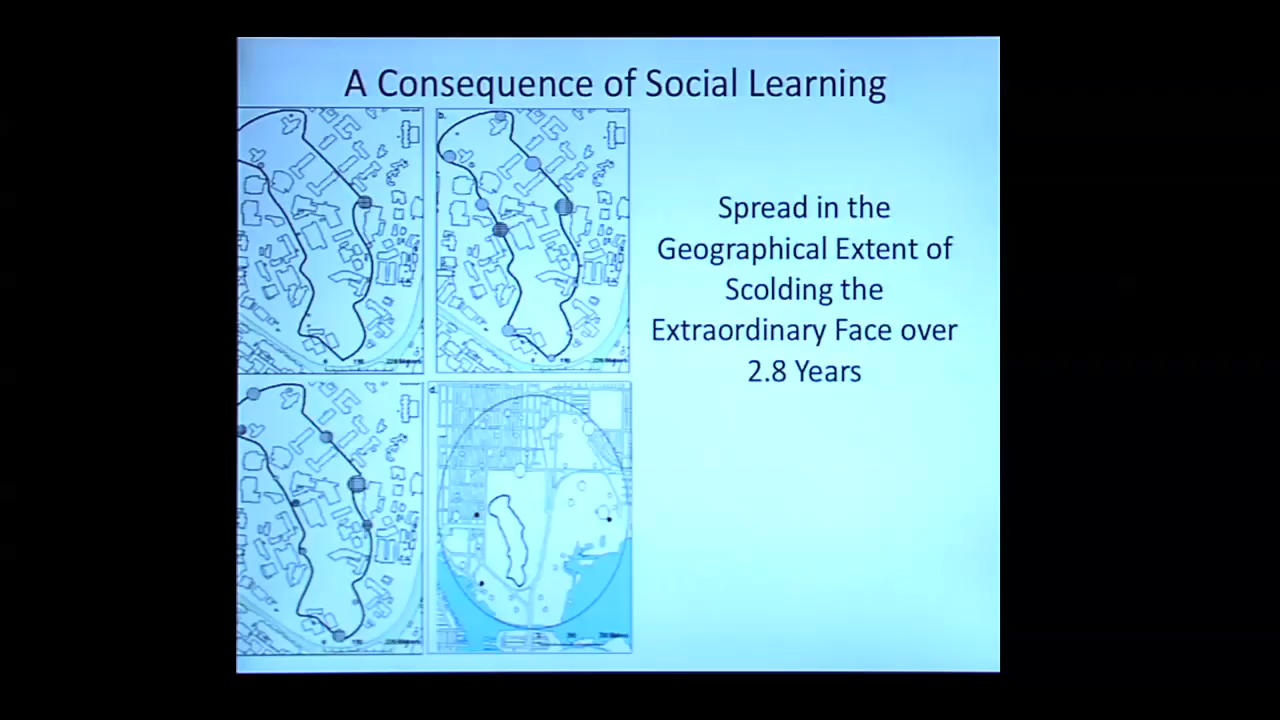 A Consequence of Social Learning
Spread in the
Geographical Extent of
Scolding the
Extraordinary Face over
2.8 Years
b.
d.